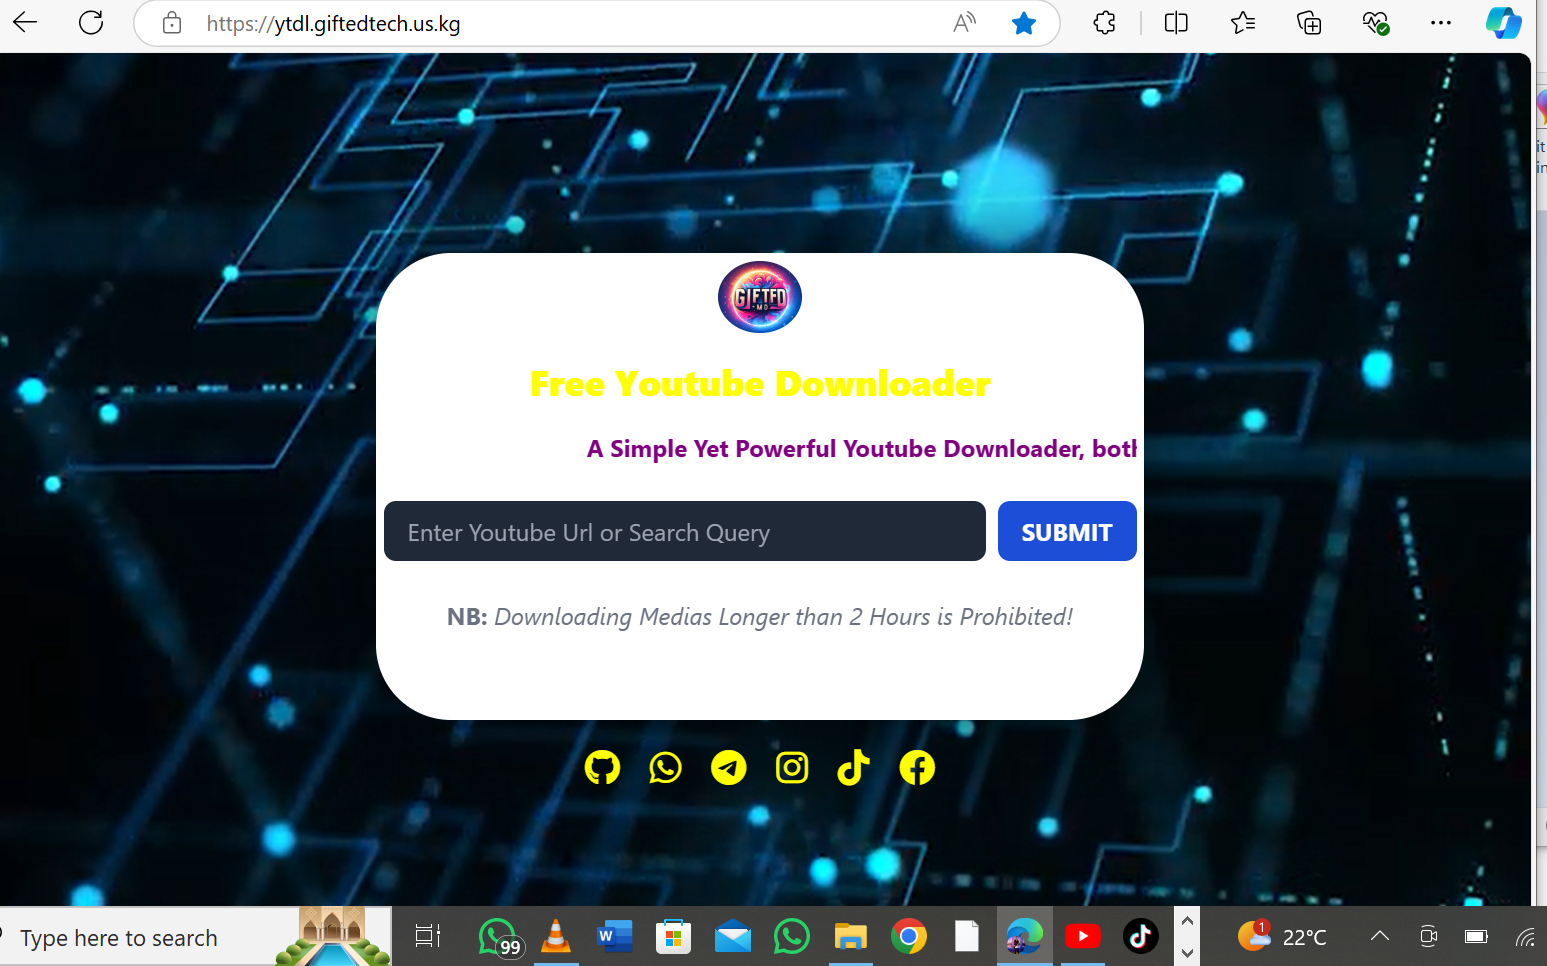 https://ytdl.giftedtech.us.kg
GIFTED
MD
Free Youtube Downloader
A Simple Yet Powerful Youtube Downloader, both
Enter Youtube Url or Search Query
SUBMIT
NB: Downloading Medias Longer than 2 Hours is Prohibited!
Type here to search
99
W
1
22°C